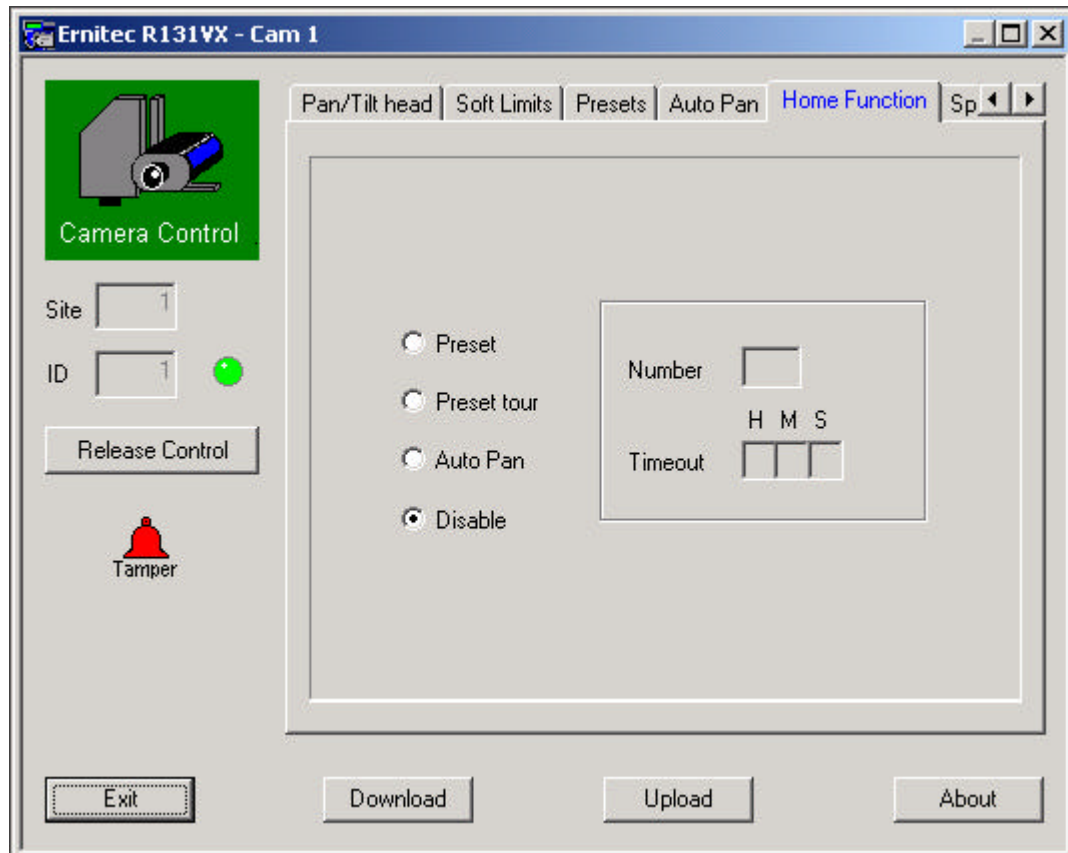 Ernitec R131VX - Cam 1
Camera Control
Site 1
ID 1
Release Control
Tamper
Pan/Tilt head Soft Limits Presets Auto Pan Home Function Sp
Preset
Preset tour
Auto Pan
Disable
Number
H M S
Timeout
Exit Download Upload About